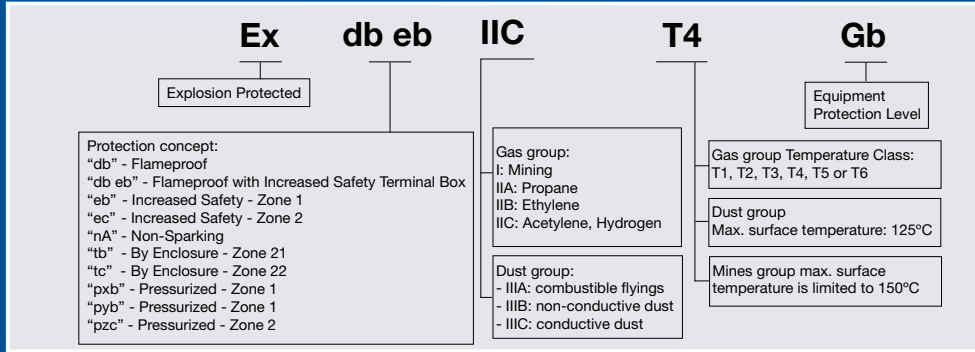 Ex db eb IIC T4 Gb
Explosion Protected
Equipment
Protection Level
Protection concept:
“db” - Flameproof
“db eb” - Flameproof with Increased Safety Terminal Box
“eb” - Increased Safety - Zone 1
“ec” - Increased Safety - Zone 2
“nA” - Non-Sparking
“tb” - By Enclosure - Zone 21
“tc” - By Enclosure - Zone 22
“pxb” - Pressurized - Zone 1
“pyb” - Pressurized - Zone 1
“pzc” - Pressurized - Zone 2
Gas group:
I: Mining
IIA: Propane
IIB: Ethylene
IIC: Acetylene, Hydrogen
Dust group:
- IIIA: combustible flyings
- IIIB: non-conductive dust
- IIIC: conductive dust
Gas group Temperature Class:
T1, T2, T3, T4, T5 or T6
Dust group
Max. surface temperature: 125ºC
Mines group max. surface
temperature is limited to 150ºC